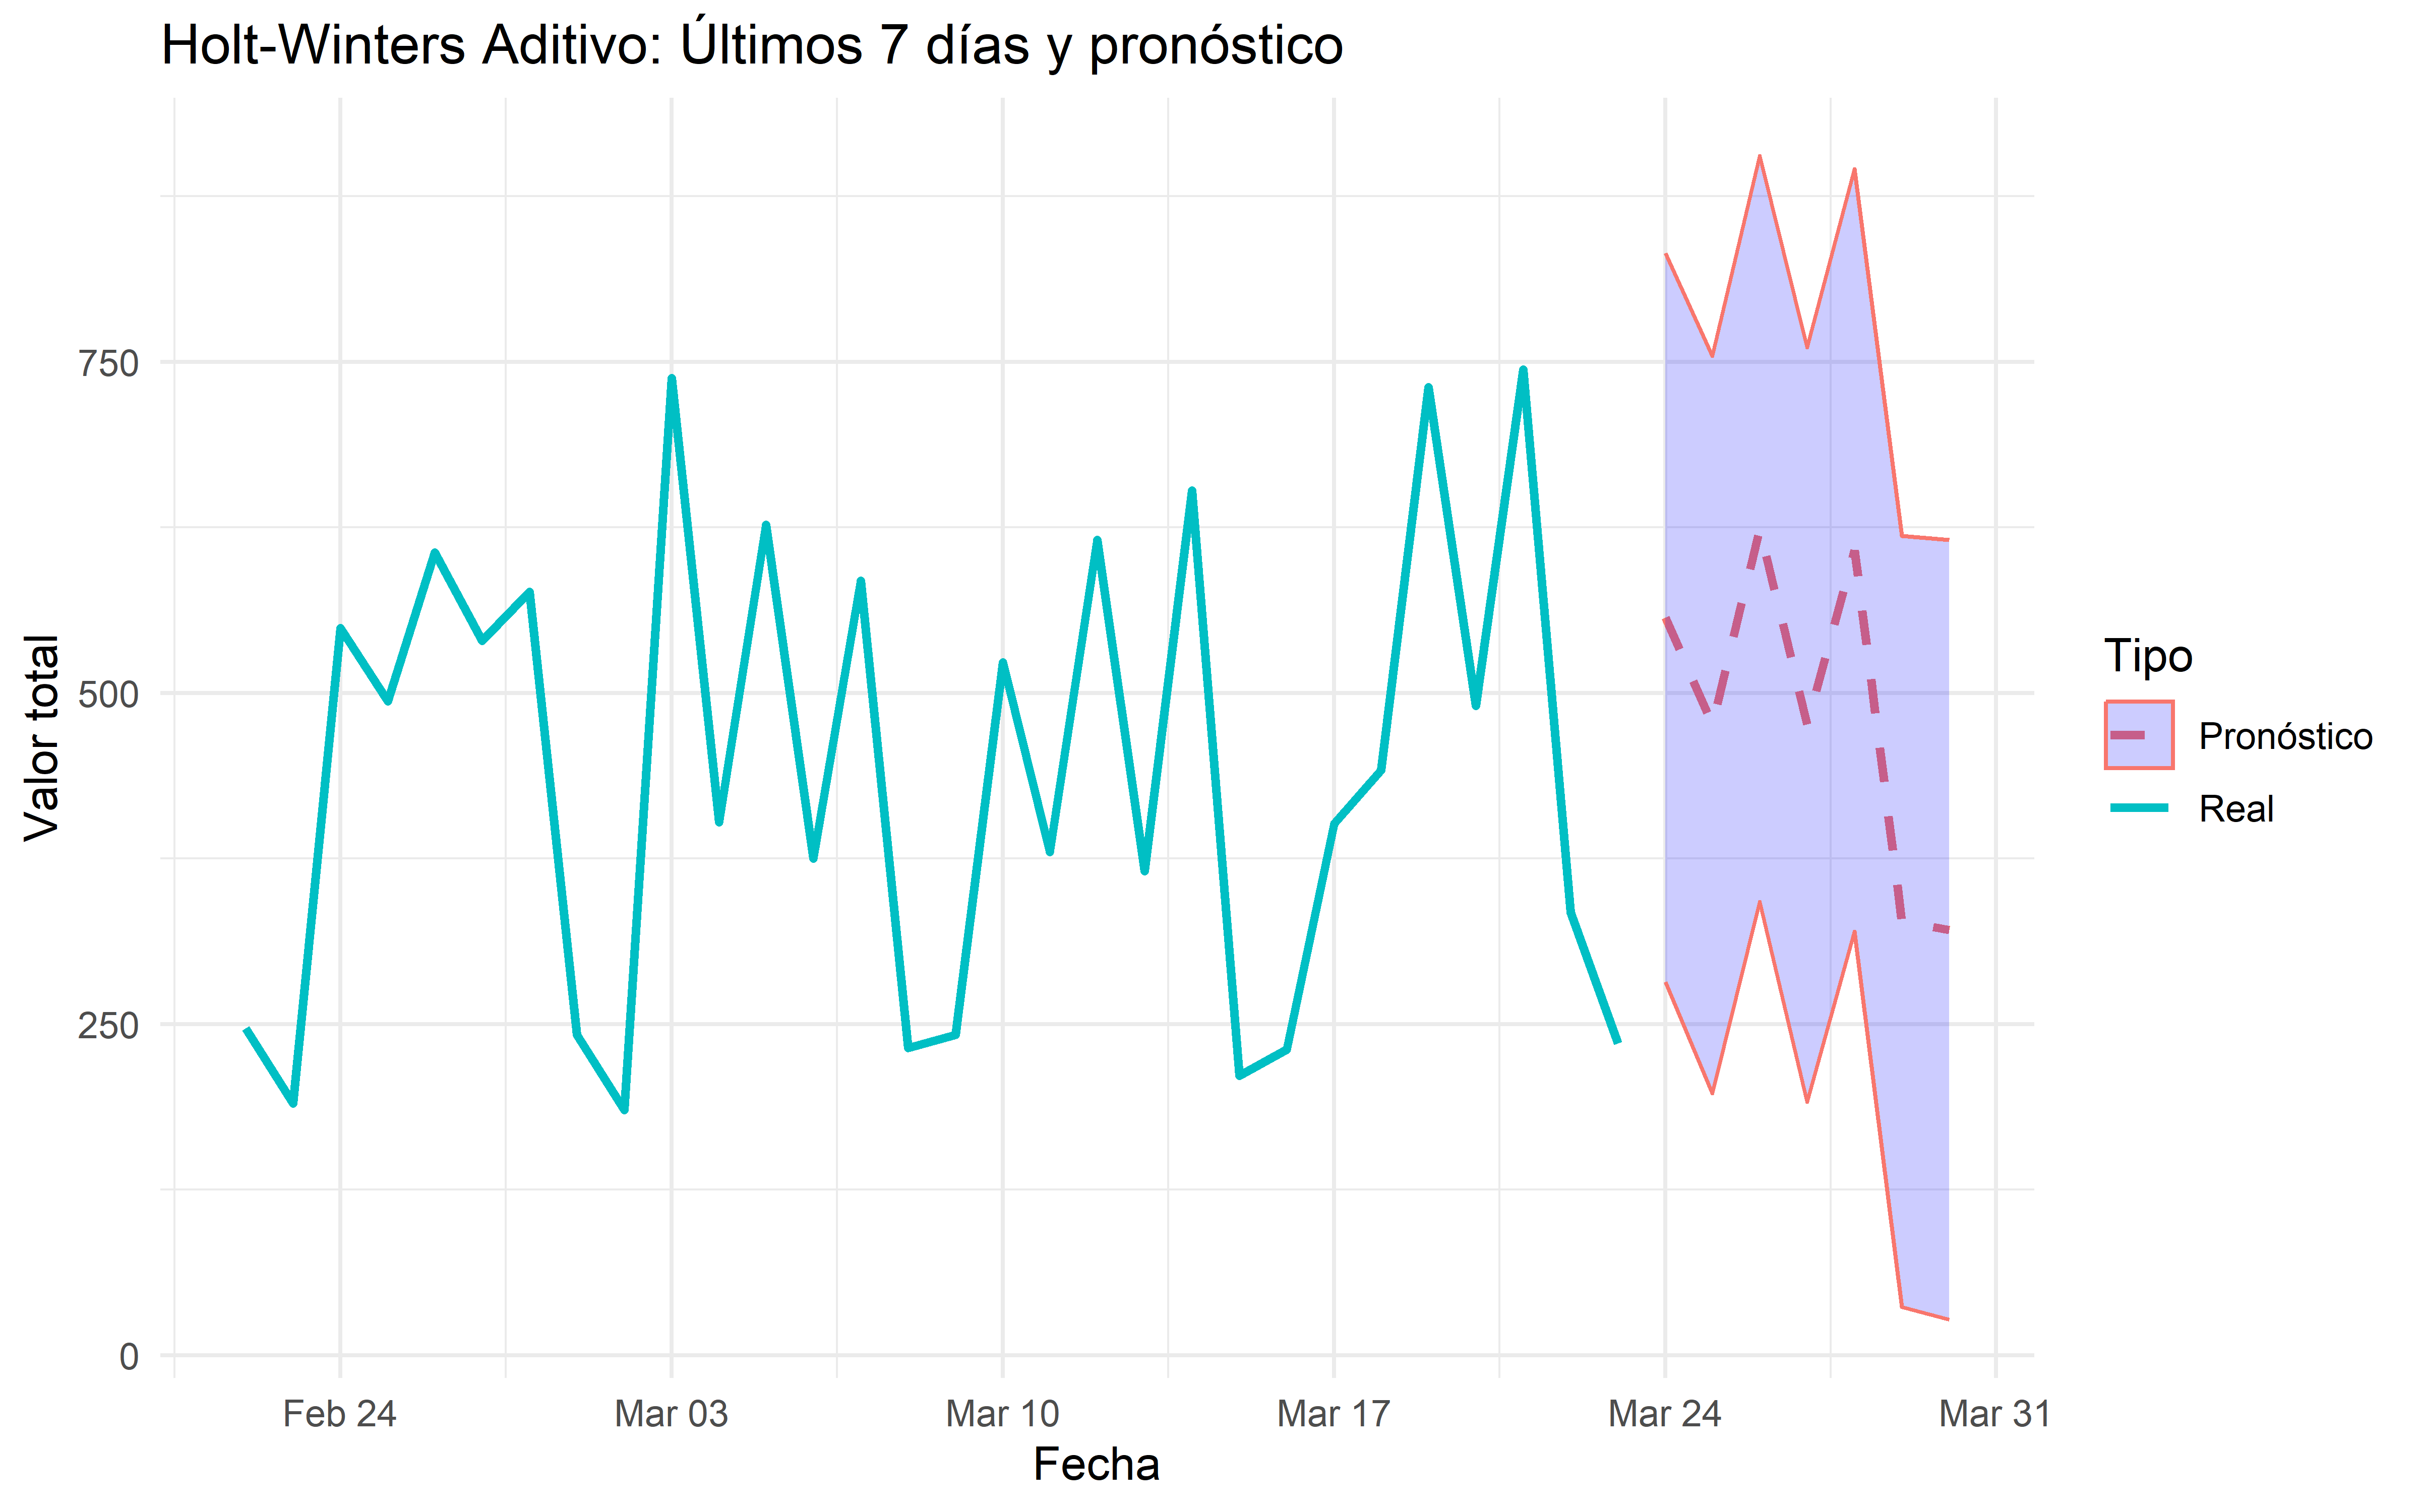 Holt-Winters Aditivo: Últimos 7 días y pronóstico
Valor total
750
500
250
0
Feb 24
Mar 03
Mar 10
Mar 17
Mar 24
Mar 31
Fecha
Tipo
Pronóstico
Real